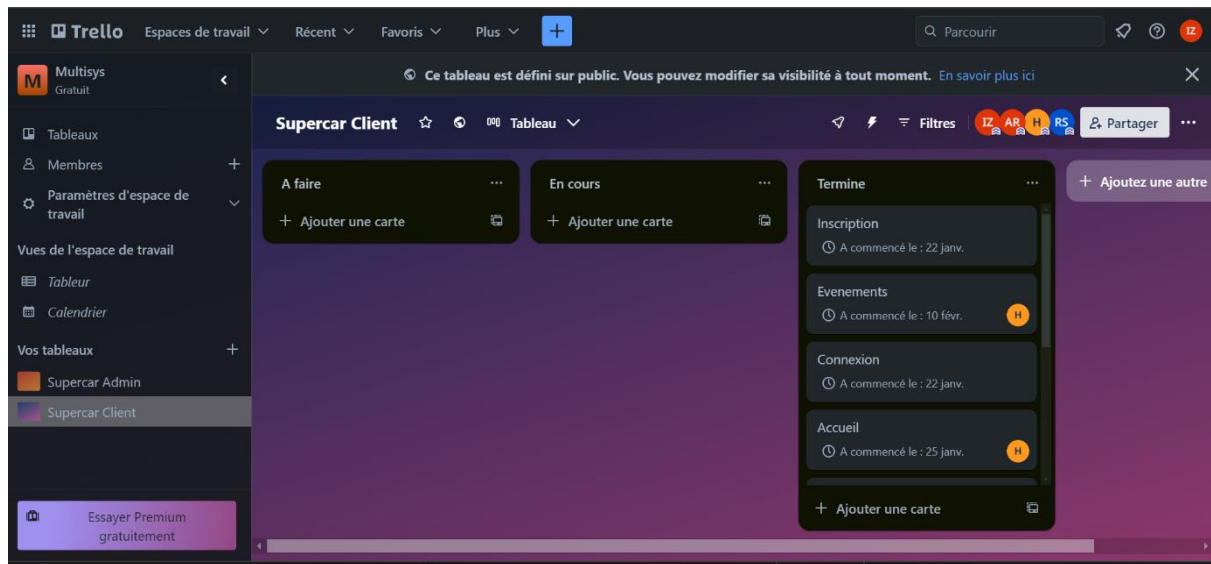 Trello
Espaces de travail
Récent
Favoris
Plus
Parcourir
IZ
M
Multisys
Gratuit
Ce tableau est défini sur public. Vous pouvez modifier sa visibilité à tout moment. En savoir plus ici
Supercar Client
Tableau
Filtres
IZ
AR
H
RS
Partager
Tableaux
Membres
Paramètres d'espace de
travail
Vues de l'espace de travail
Tableur
Calendrier
Vos tableaux
Supercar Admin
Supercar Client
Essayer Premium
gratuitement
A faire
Ajouter une carte
En cours
Ajouter une carte
Termine
Inscription
A commencé le : 22 janv.
Evenements
A commencé le : 10 févr.
H
Connexion
A commencé le : 22 janv.
Accueil
A commencé le : 25 janv.
H
Ajouter une carte
Ajoutez une autre